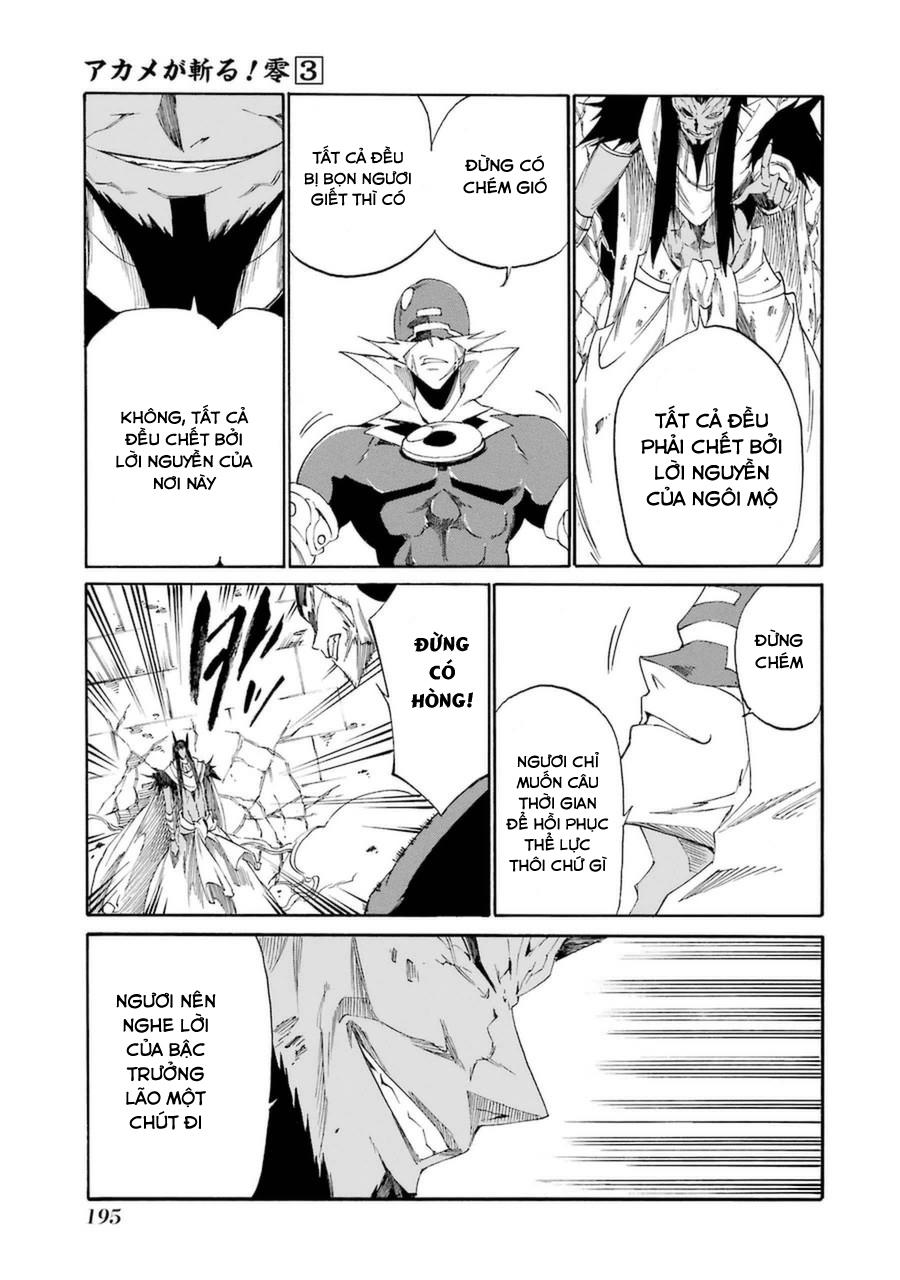 アカメが斬る！零3
TẤT CẢ ĐỀU
PHẢI CHẾT BỞI
LỜI NGUYỀN
CỦA NGÔI MỘ
ĐỪNG CÓ
CHÉM GIÓ
TẤT CẢ ĐỀU
BỊ BỌN NGƯƠI
GIẾT THÌ CÓ
KHÔNG, TẤT CẢ
ĐỀU CHẾT BỞI
LỜI NGUYỀN CỦA
NƠI NÀY
ĐỪNG
CHÉM
NGƯƠI CHỈ
MUỐN CÂU
THỜI GIAN
ĐỂ HỒI PHỤC
THỂ LỰC
THÔI CHỨ GÌ
ĐỪNG
CÓ
HÒNG!
ダッ
NGƯƠI NÊN
NGHE LỜI
CỦA BẬC
TRƯỞNG
LÃO MỘT
CHÚT ĐI
195